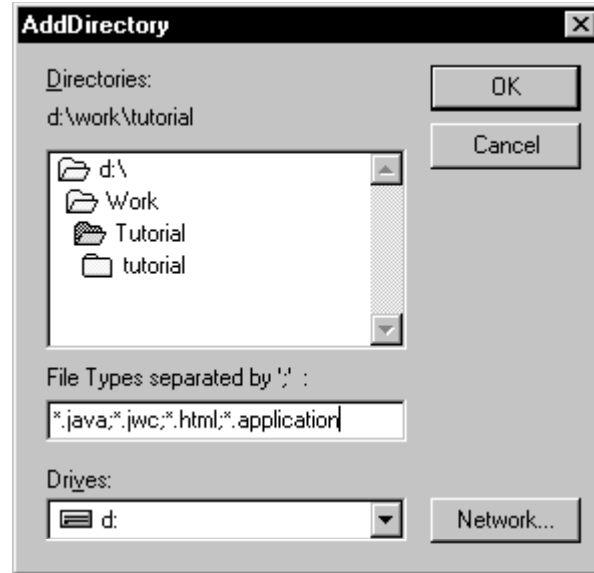 AddDirectory
Directories:
OK
d:\work\tutorial
Cancel
d:\
Work
Tutorial
tutorial
File Types separated by ';' :
*.java;*.jwc;*.html;*.application
Drives:
d:
Network...